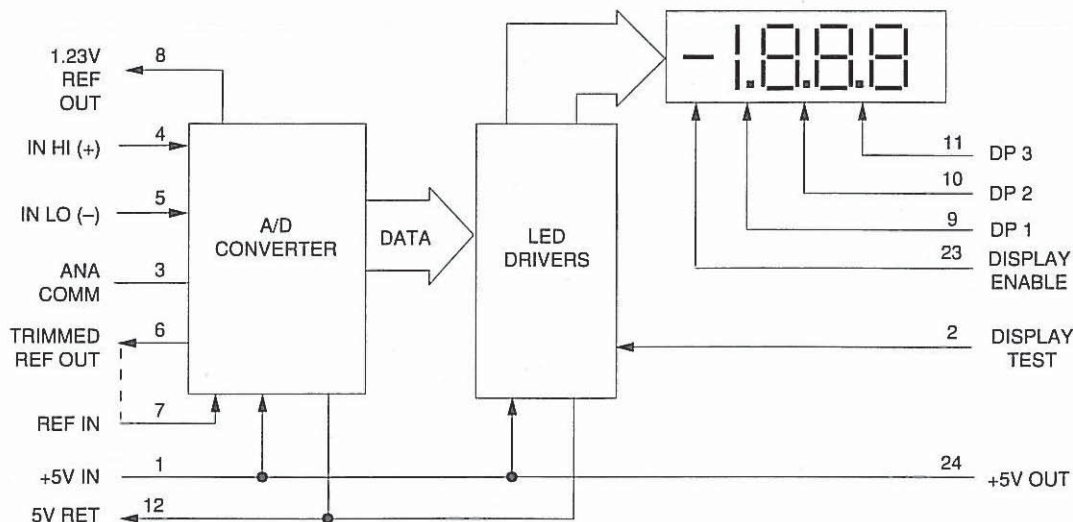 1.23V
REF
OUT
8
IN HI (+)
4
IN LO (–)
5
ANA
COMM
3
TRIMMED
REF OUT
6
REF IN
7
+5V IN
1
5V RET
12
A/D
CONVERTER
DATA
LED
DRIVERS
-1.8.8.8
11
DP 3
10
DP 2
9
DP 1
23
DISPLAY
ENABLE
2
DISPLAY
TEST
24
+5V OUT